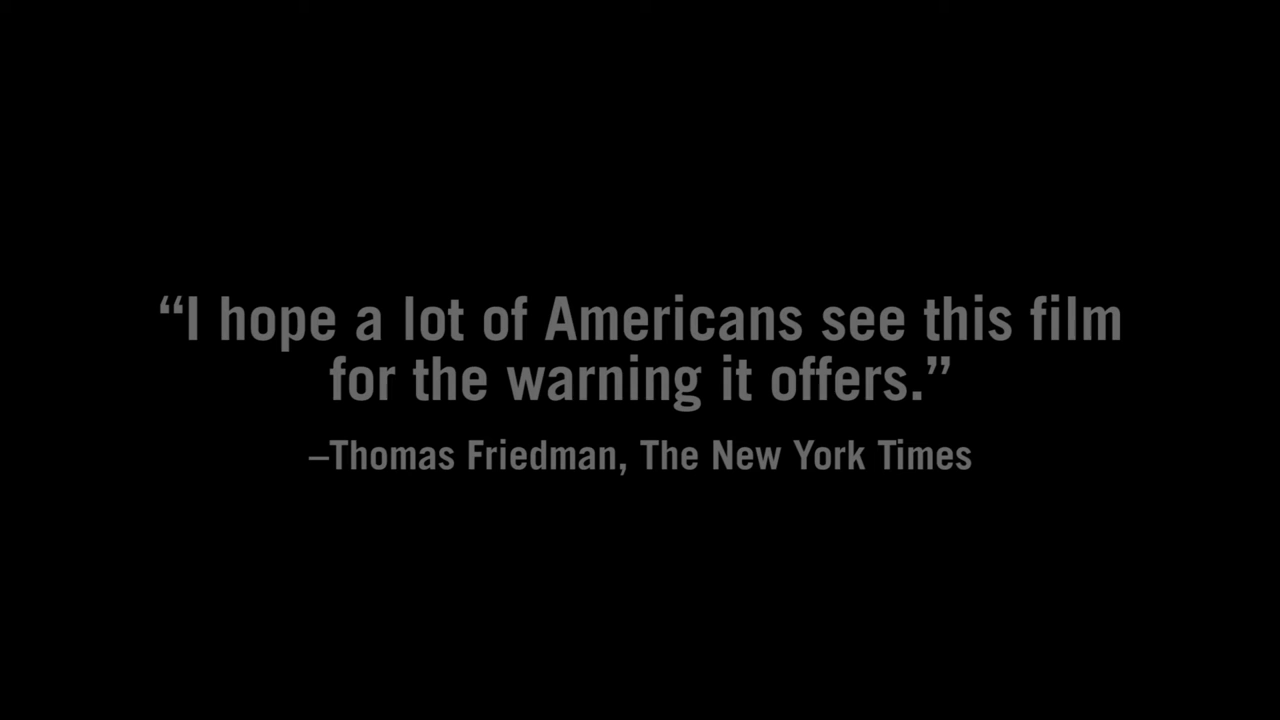 “I hope a lot of Americans see this film
for the warning it offers.”
–Thomas Friedman, The New York Times